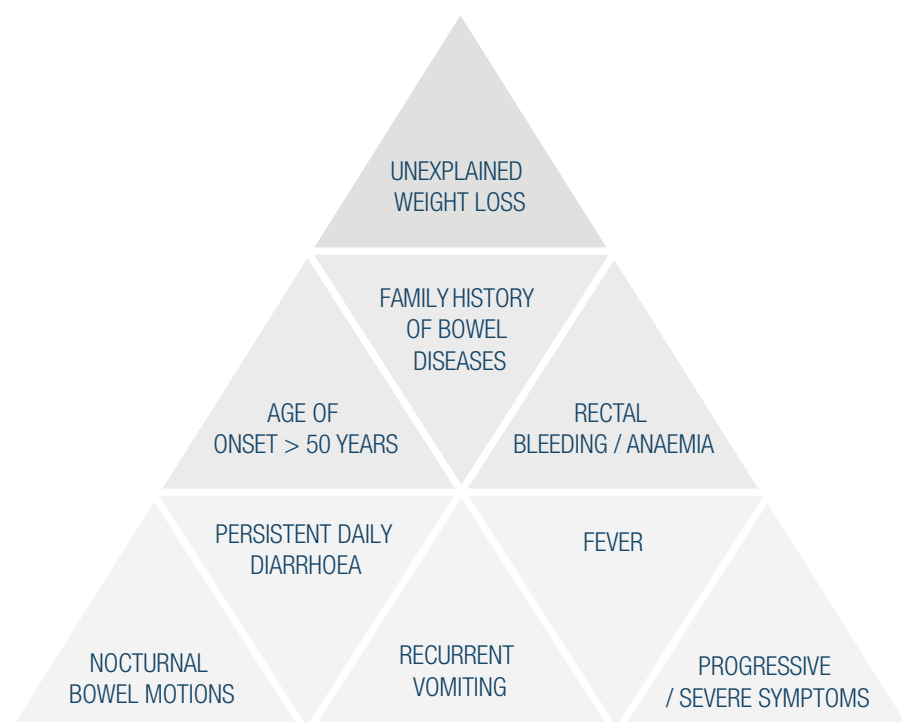 UNEXPLAINED
WEIGHT LOSS
FAMILY HISTORY
OF BOWEL
DISEASES
AGE OF
ONSET > 50 YEARS
RECTAL
BLEEDING / ANAEMIA
PERSISTENT DAILY
DIARRHOEA
FEVER
NOCTURNAL
BOWEL MOTIONS
RECURRENT
VOMITING
PROGRESSIVE
/ SEVERE SYMPTOMS